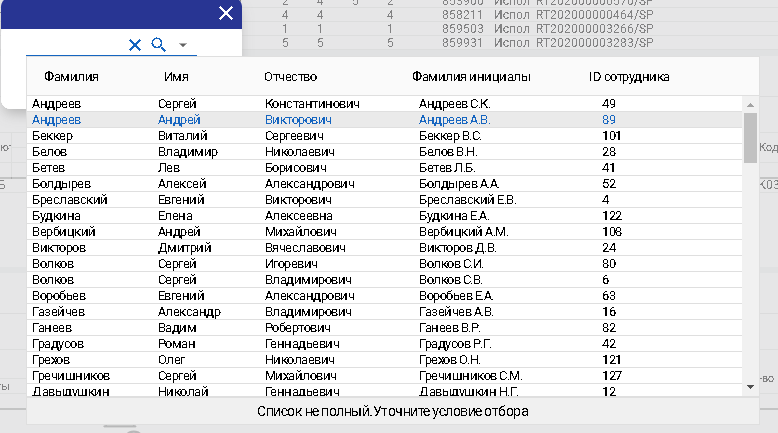 2 4 5 2 853900 Испол RT202000000570/SP
4 4 4 858211 Испол RT202000000464/SP
1 1 1 859503 Испол RT202000003266/SP
5 5 5 859931 Испол RT202000003283/SP
Фамилия Имя Отчество Фамилия инициалы ID сотрудника
Андреев Сергей Константинович Андреев С.К. 49
Андреев Андрей Викторович Андреев А.В. 89
Беккер Виталий Сергеевич Беккер В.С. 101
Белов Владимир Николаевич Белов В.Н. 28
Бетев Лев Борисович Бетев Л.Б. 41
Болдырев Алексей Александрович Болдырев А.А. 52
Бреславский Евгений Викторович Бреславский Е.В. 4
Будкина Елена Алексеевна Будкина Е.А. 122
Вербицкий Андрей Михайлович Вербицкий А.М. 108
Викторов Дмитрий Вячеславович Викторов Д.В. 24
Волков Сергей Игоревич Волков С.И. 80
Волков Сергей Владимирович Волков С.В. 6
Воробьев Евгений Александрович Воробьев Е.А. 63
Газейчев Александр Владимирович Газейчев А.В. 16
Ганеев Вадим Робертович Ганеев В.Р. 82
Градусов Роман Геннадьевич Градусов Р.Г. 42
Грехов Олег Николаевич Грехов О.Н. 121
Гречишников Сергей Михайлович Гречишников С.М. 127
Давыдушкин Николай Геннадьевич Давыдушкин Н.Г. 12
Список не полный.Уточните условие отбора
Код
К03